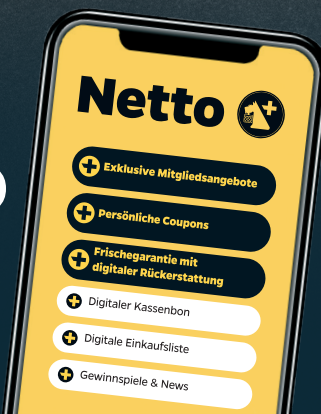 Netto
Exklusive Mitgliedsangebote
Persönliche Coupons
Frischegarantie mit
digitaler Rückerstattung
Digitaler Kassenbon
Digitale Einkaufsliste
Gewinnspiele & News